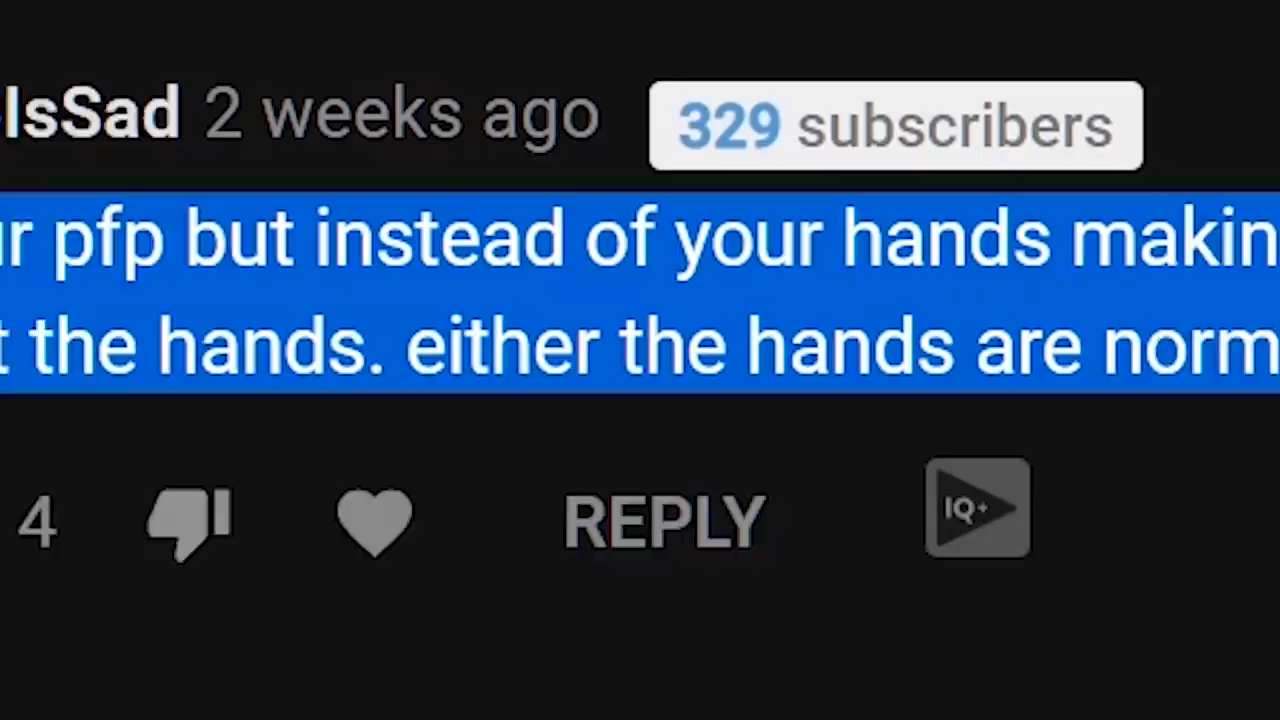 IsSad 2 weeks ago 329 subscribers
pfp but instead of your hands makin
the hands. either the hands are norm
4 REPLY IQ+